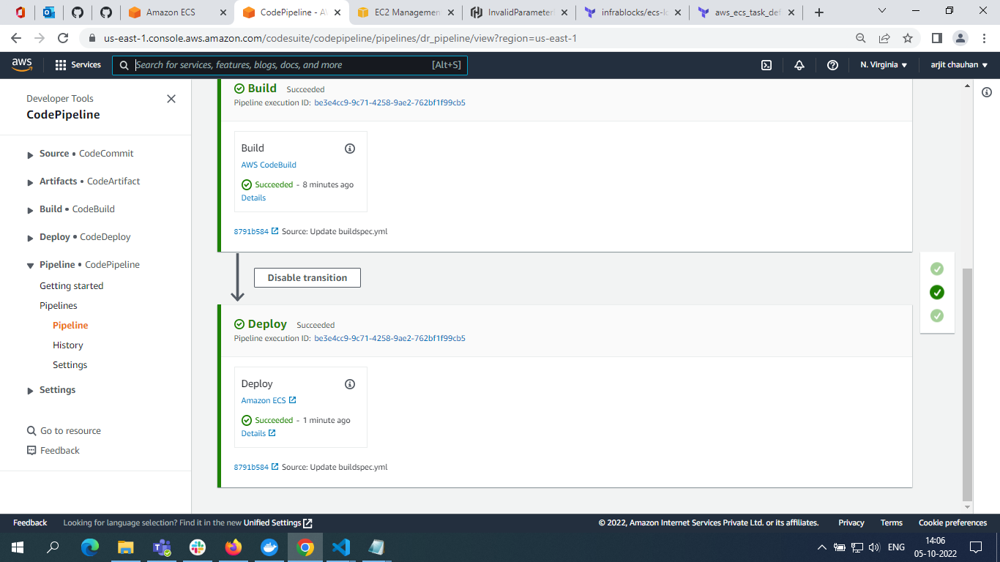 Amazon ECS
CodePipeline - AW
EC2 Managemen
InvalidParameteri
infrablocks/ecs-lo
aws_ecs_task_def
us-east-1.console.aws.amazon.com/codesuite/codepipeline/pipelines/dr_pipeline/view?region=us-east-1
aws
Services
Search for services, features, blogs, docs, and more
[Alt+S]
N. Virginia
arjit chauhan
Developer Tools
CodePipeline
Source • CodeCommit
Artifacts • CodeArtifact
Build • CodeBuild
Deploy • CodeDeploy
Pipeline • CodePipeline
Getting started
Pipelines
Pipeline
History
Settings
Settings
Go to resource
Feedback
Build Succeeded
Pipeline execution ID: be3e4cc9-9c71-4258-9ae2-762bf1f99cb5
Build
AWS CodeBuild
Succeeded - 8 minutes ago
Details
8791b584 Source: Update buildspec.yml
Disable transition
Deploy Succeeded
Pipeline execution ID: be3e4cc9-9c71-4258-9ae2-762bf1f99cb5
Deploy
Amazon ECS
Succeeded - 1 minute ago
Details
8791b584 Source: Update buildspec.yml
Feedback
Looking for language selection? Find it in the new Unified Settings
© 2022, Amazon Internet Services Private Ltd. or its affiliates.
Privacy
Terms
Cookie preferences
ENG
14:06
05-10-2022